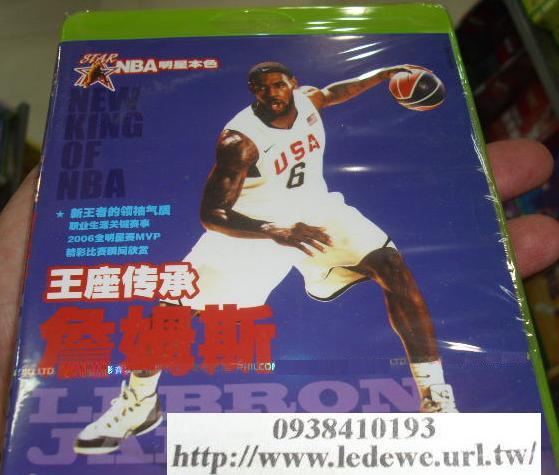 STAR NBA明星本色
NEW
KING
OF
NBA
USA
6
★ 新王者的领袖气质
职业生涯关键赛事
2006全明星赛MVP
精彩比赛瞬间欣赏
王座传承
詹姆斯
LEBRON
0938410193
http://www.ledewe.url.tw/